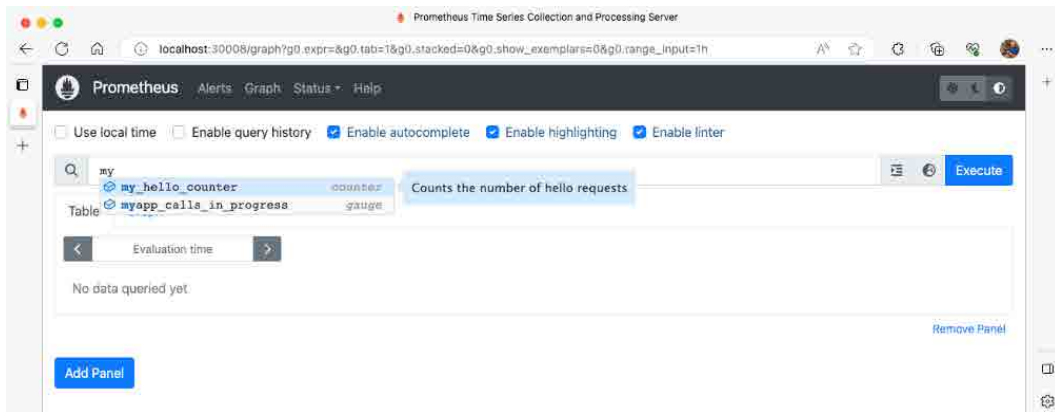 Prometheus Time Series Collection and Processing Server
localhost:30008/graph?g0.expr=&g0.tab=1&g0.stacked=0&g0.show_exemplars=0&g0.range_input=1h
Prometheus Alerts Graph Status Help
Use local time Enable query history Enable autocomplete Enable highlighting Enable linter
my Execute
my_hello_counter counter Counts the number of hello requests
myapp_calls_in_progress gauge
Table
Evaluation time
No data queried yet
Remove Panel
Add Panel